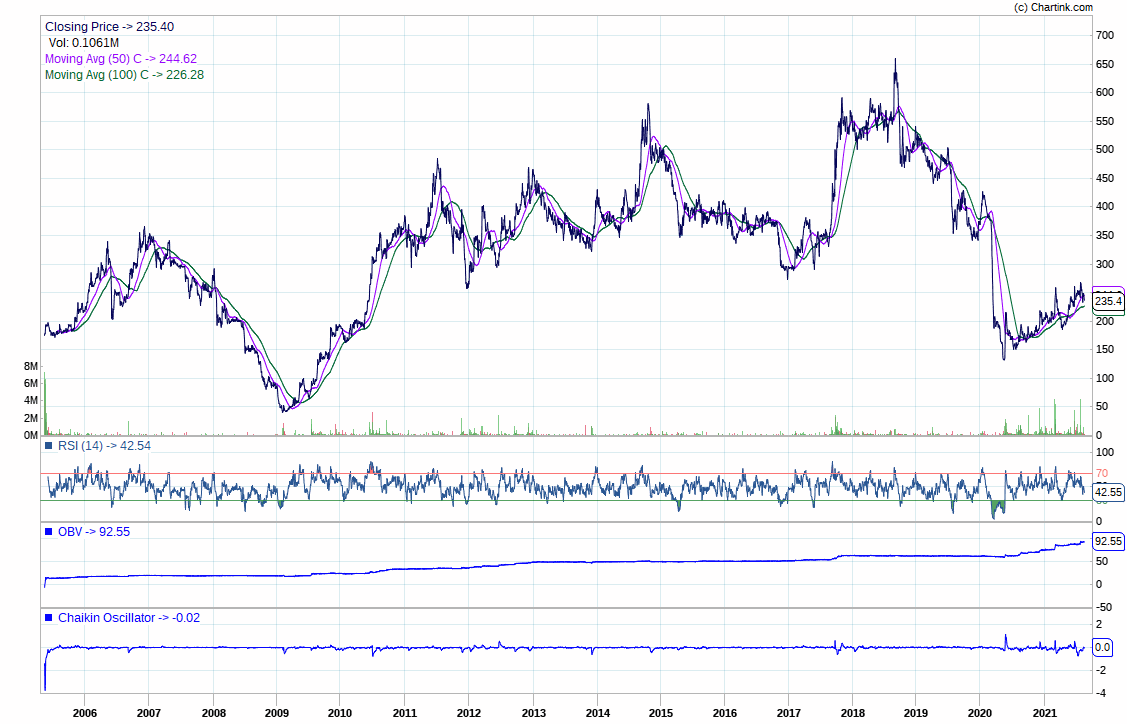 (c) Chartink.com
Closing Price -> 235.40
Vol: 0.1061M
Moving Avg (50) C -> 244.62
Moving Avg (100) C -> 226.28
700
650
600
550
500
450
400
350
300
235.4
200
150
100
50
0
8M
6M
4M
2M
0M
RSI (14) -> 42.54
100
70
42.55
0
OBV -> 92.55
92.55
50
0
-50
Chaikin Oscillator -> -0.02
2
0.0
-2
-4
2006 2007 2008 2009 2010 2011 2012 2013 2014 2015 2016 2017 2018 2019 2020 2021